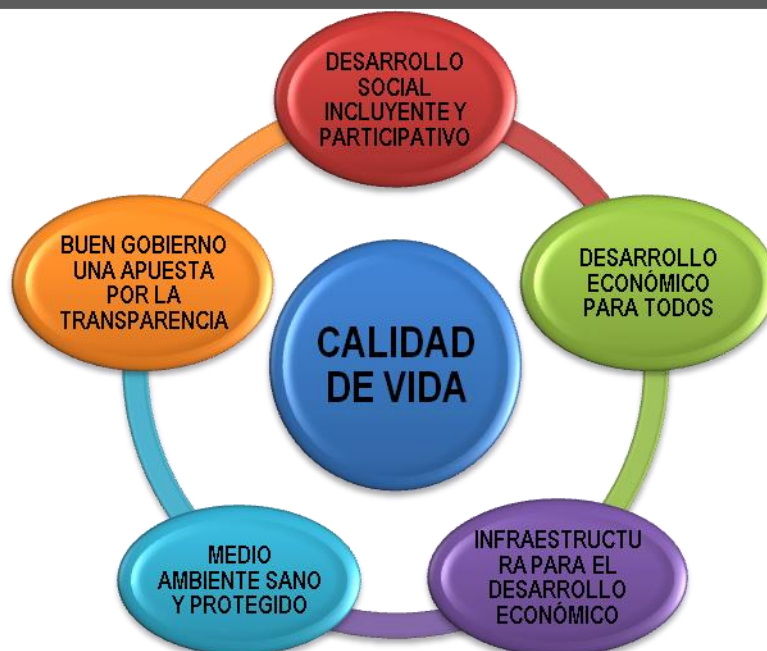 DESARROLLO
SOCIAL
INCLUYENTE Y
PARTICIPATIVO
BUEN GOBIERNO
UNA APUESTA
POR LA
TRANSPARENCIA
DESARROLLO
ECONÓMICO
PARA TODOS
CALIDAD
DE VIDA
MEDIO
AMBIENTE SANO
Y PROTEGIDO
INFRAESTRUCTU
RA PARA EL
DESARROLLO
ECONÓMICO